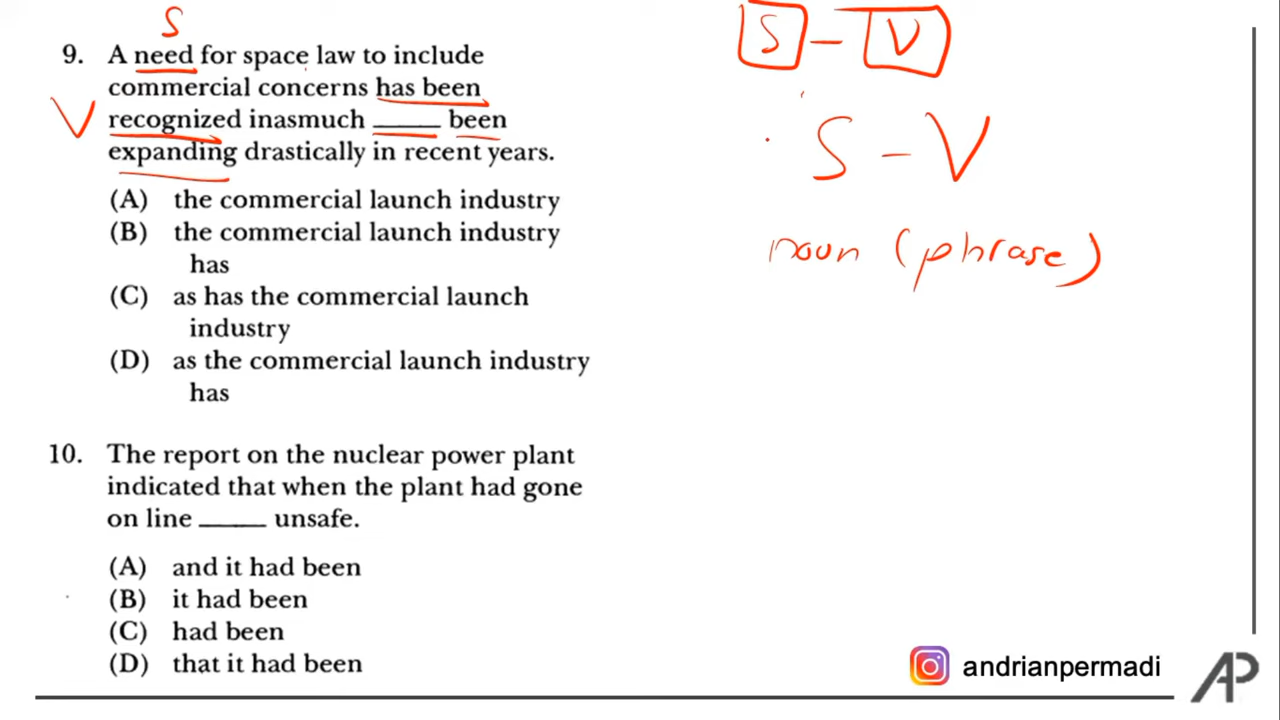 S
9. A need for space law to include
commercial concerns has been
V recognized inasmuch _____ been
expanding drastically in recent years.
(A) the commercial launch industry
(B) the commercial launch industry
has
(C) as has the commercial launch
industry
(D) as the commercial launch industry
has
10. The report on the nuclear power plant
indicated that when the plant had gone
on line _____ unsafe.
(A) and it had been
(B) it had been
(C) had been
(D) that it had been
S - V
S - V
noun (phrase)
andrianpermadi
AP